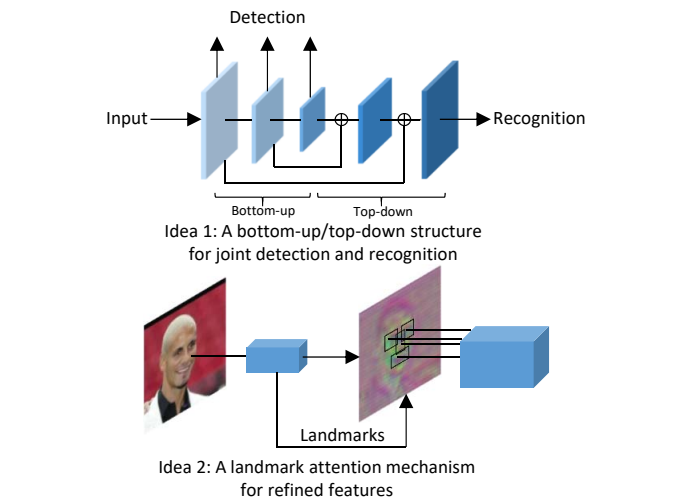 Detection
Input
Recognition
Bottom-up
Top-down
Idea 1: A bottom-up/top-down structure
for joint detection and recognition
Landmarks
Idea 2: A landmark attention mechanism
for refined features